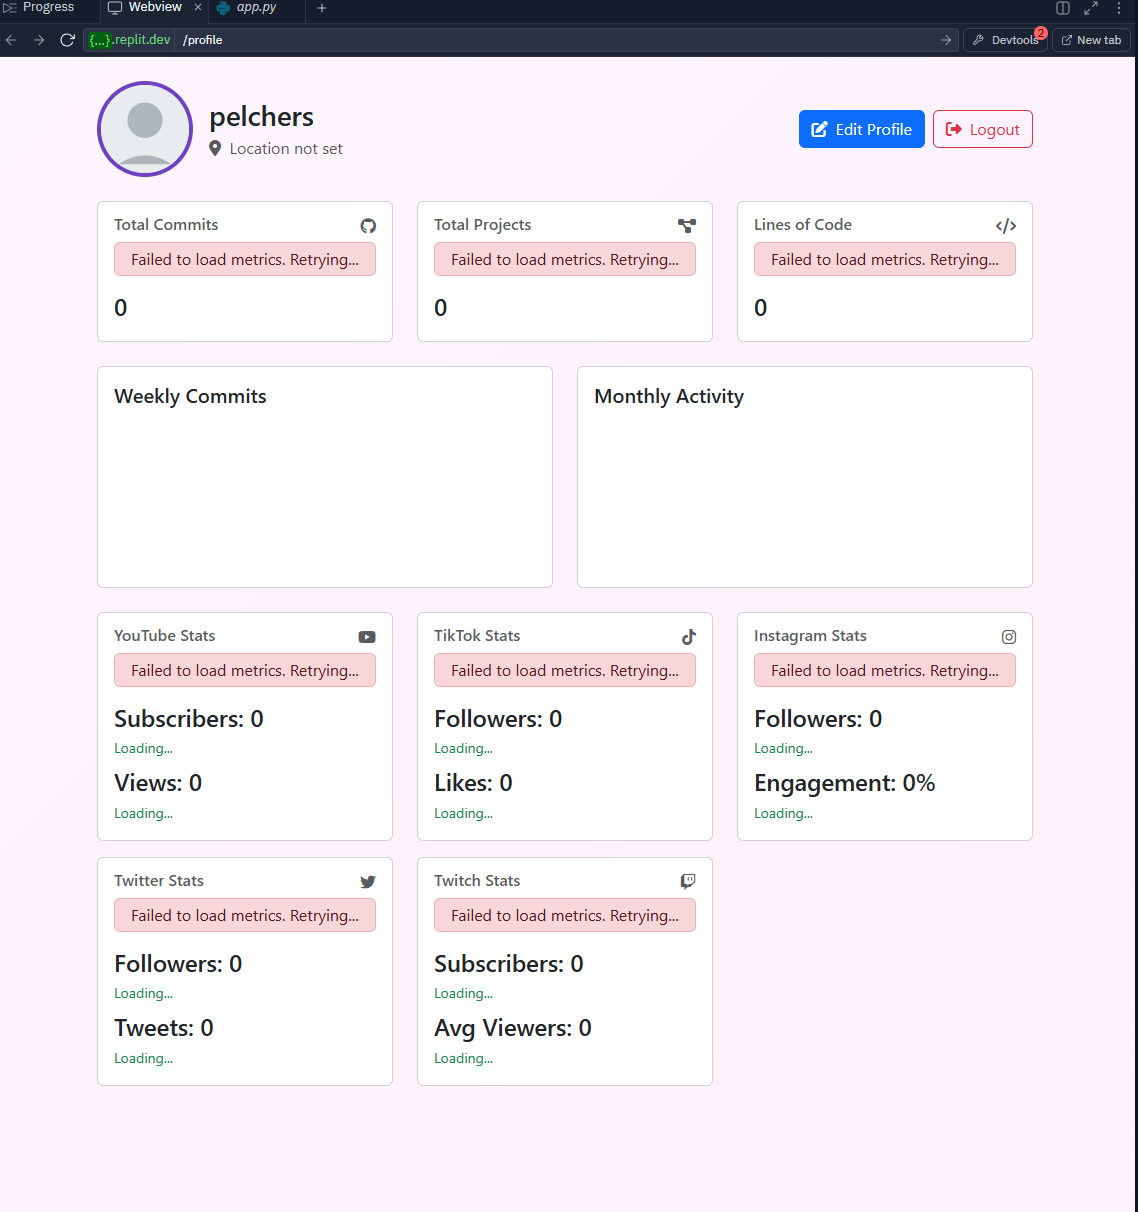 Progress
Webview
app.py
{...}.replit.dev /profile
Devtools 2
New tab
pelchers
Location not set
Edit Profile
Logout
Total Commits
Failed to load metrics. Retrying...
0
Total Projects
Failed to load metrics. Retrying...
0
Lines of Code
Failed to load metrics. Retrying...
0
Weekly Commits
Monthly Activity
YouTube Stats
Failed to load metrics. Retrying...
Subscribers: 0
Loading...
Views: 0
Loading...
TikTok Stats
Failed to load metrics. Retrying...
Followers: 0
Loading...
Likes: 0
Loading...
Instagram Stats
Failed to load metrics. Retrying...
Followers: 0
Loading...
Engagement: 0%
Loading...
Twitter Stats
Failed to load metrics. Retrying...
Followers: 0
Loading...
Tweets: 0
Loading...
Twitch Stats
Failed to load metrics. Retrying...
Subscribers: 0
Loading...
Avg Viewers: 0
Loading...